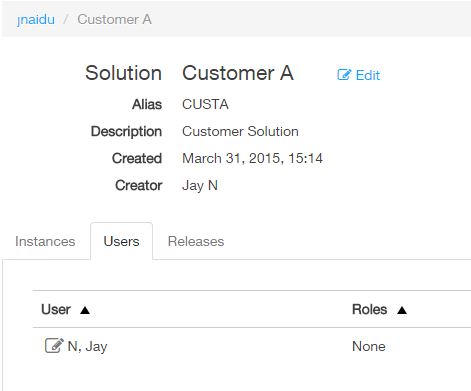 jnaidu / Customer A
Solution Customer A Edit
Alias CUSTA
Description Customer Solution
Created March 31, 2015, 15:14
Creator Jay N
Instances Users Releases
User ▲ Roles ▲
N, Jay None